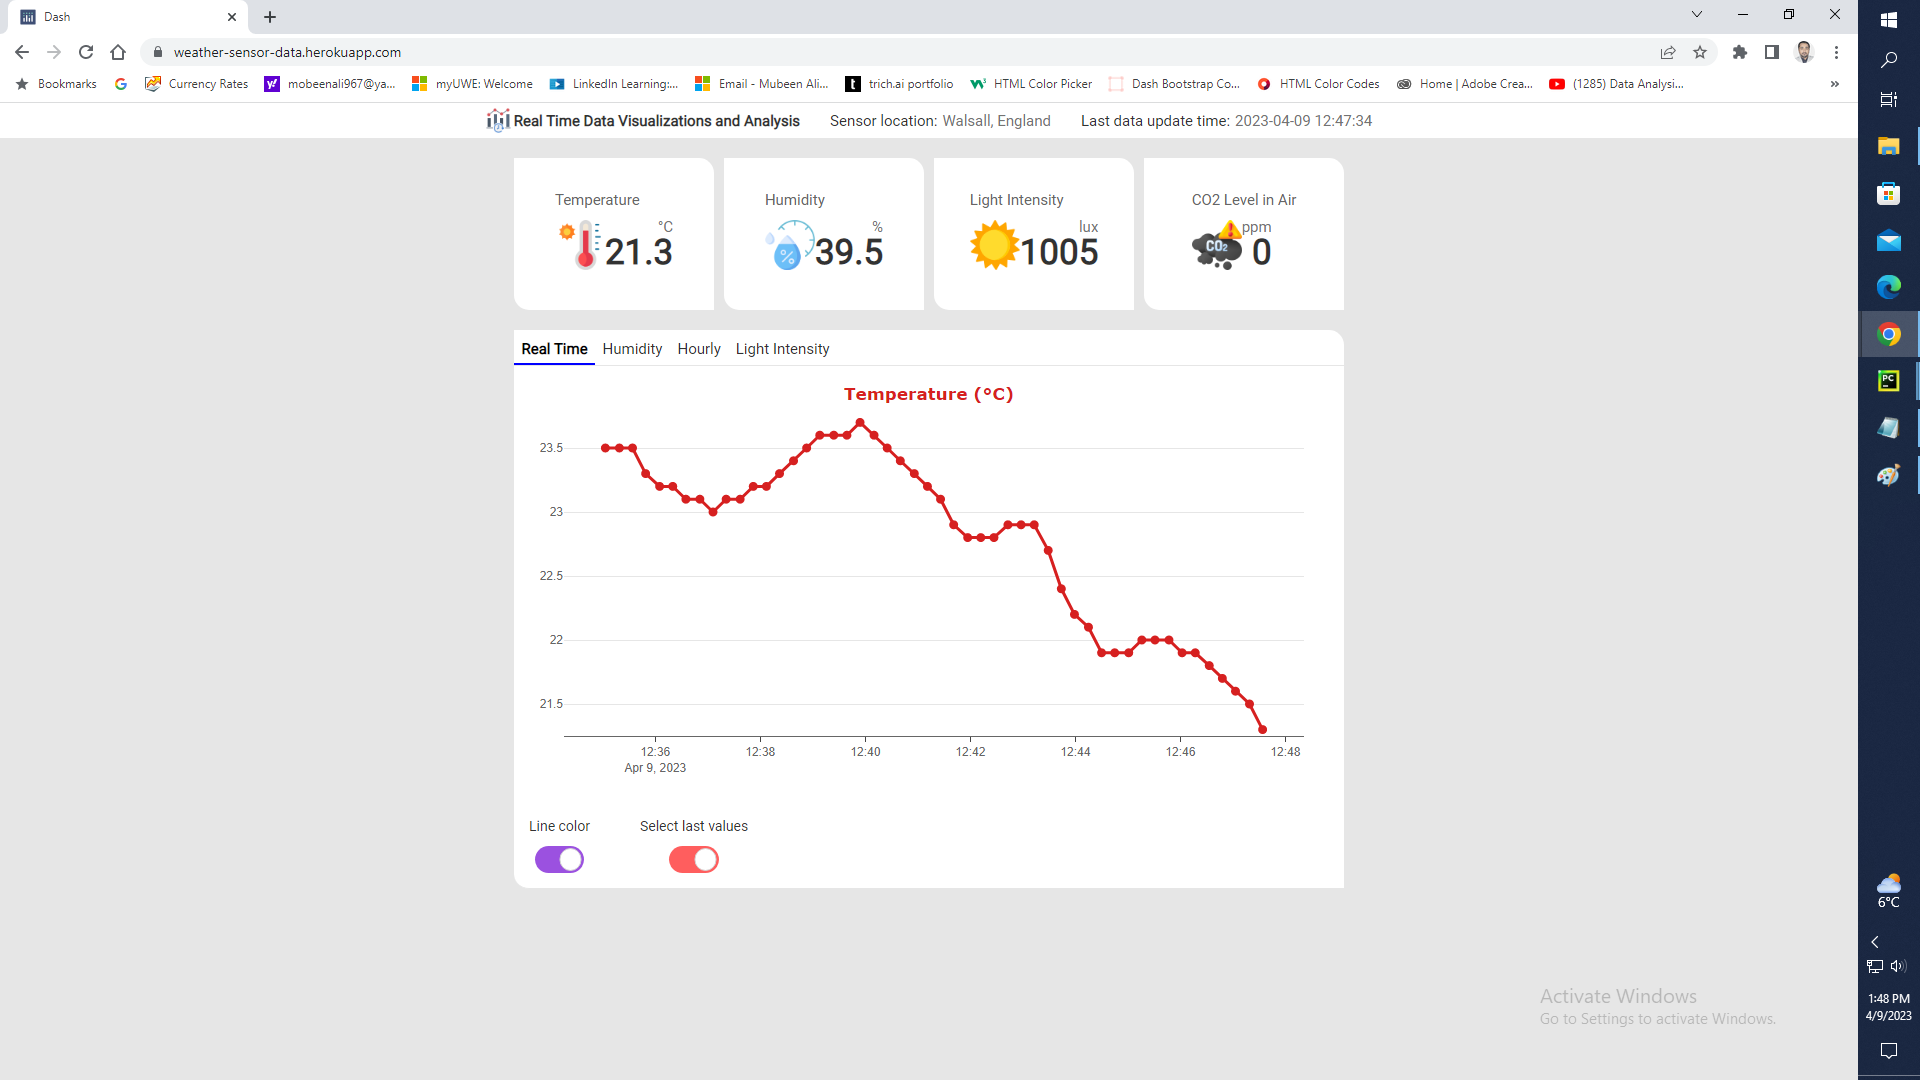 Dash
weather-sensor-data.herokuapp.com
Bookmarks
Currency Rates
mobeenali967@ya...
myUWE: Welcome
LinkedIn Learning:...
Email - Mubeen Ali...
trich.ai portfolio
HTML Color Picker
Dash Bootstrap Co...
HTML Color Codes
Home | Adobe Crea...
(1285) Data Analysi...
»
Real Time Data Visualizations and Analysis
Sensor location: Walsall, England
Last data update time: 2023-04-09 12:47:34
Temperature
°C
21.3
Humidity
%
39.5
Light Intensity
lux
1005
CO2 Level in Air
CO₂
ppm
0
Real Time
Humidity
Hourly
Light Intensity
Temperature (°C)
23.5
23
22.5
22
21.5
12:36
12:38
12:40
12:42
12:44
12:46
12:48
Apr 9, 2023
Line color
Select last values
Activate Windows
Go to Settings to activate Windows.
PC
6°C
1:48 PM
4/9/2023